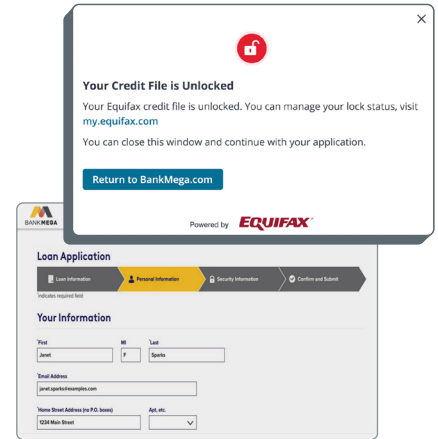 Your Credit File is Unlocked
Your Equifax credit file is unlocked. You can manage your lock status, visit
my.equifax.com
You can close this window and continue with your application.
Return to BankMega.com
Powered by EQUIFAX
BANKMEGA
Loan Application
Loan Information
Personal Information
Security Information
Confirm and Submit
*indicates required field
Your Information
*First MI *Last
Janet F Sparks
*Email Address
janet.sparks@examples.com
*Home Street Address (no P.O. boxes) Apt, etc.
1234 Main Street